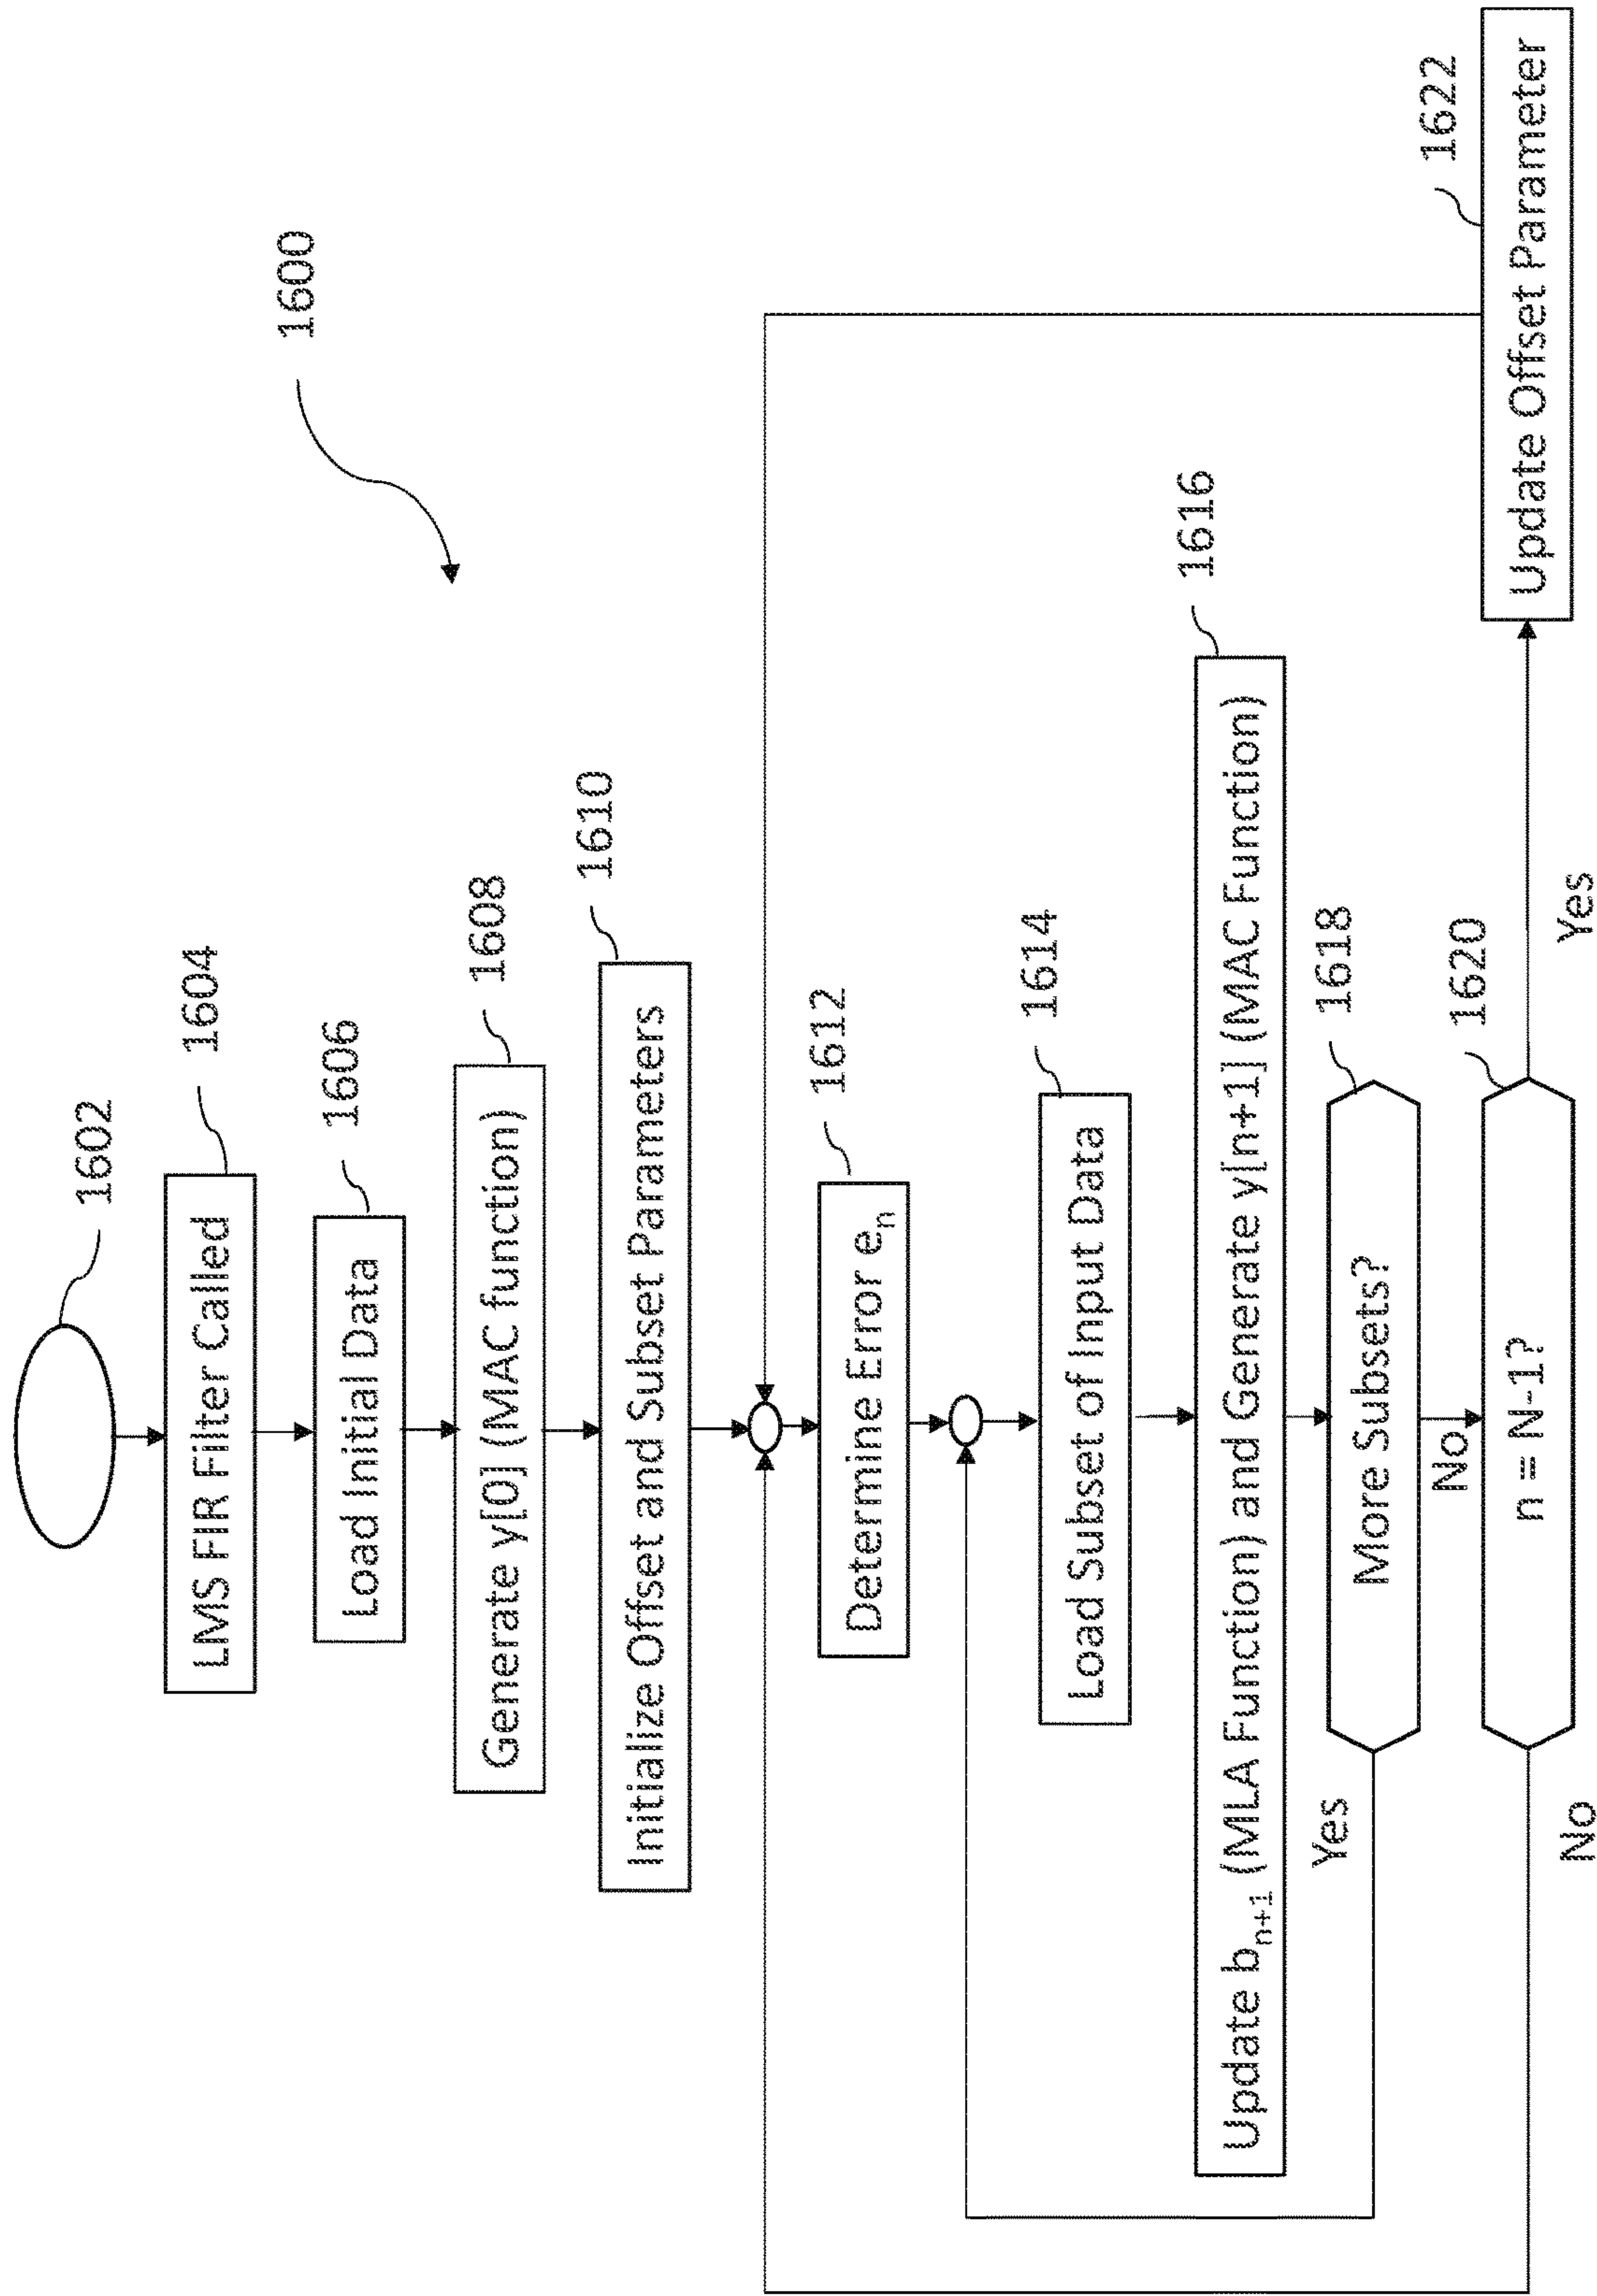 1600
1602
LMS FIR Filter Called
1604
Load Initial Data
1606
Generate y[0] (MAC function)
1608
Initialize Offset and Subset Parameters
1610
Determine Error eₙ
1612
Load Subset of Input Data
1614
Update bₙ₊₁ (MLA Function) and Generate y[n+1] (MAC Function)
1616
More Subsets?
1618
Yes
No
n = N-1?
1620
No
Yes
Update Offset Parameter
1622